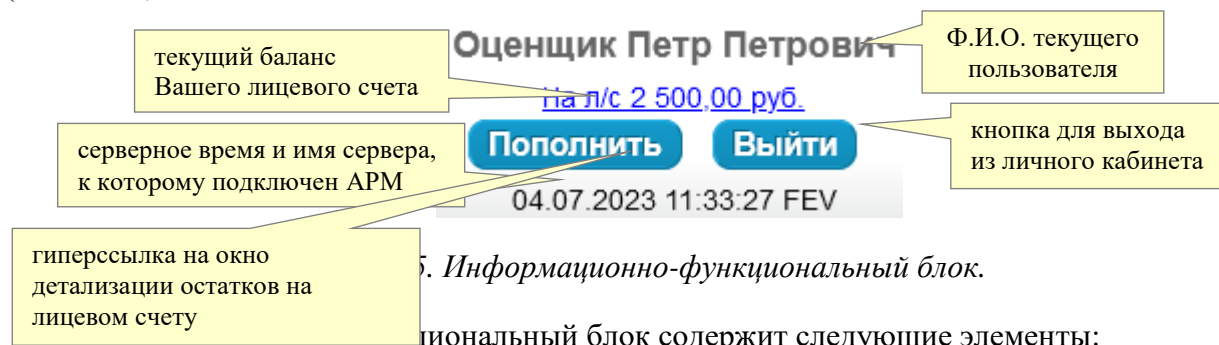 текущий баланс
Вашего лицевого счета
Оценщик Петр Петрович
Ф.И.О. текущего
пользователя
На л/с 2 500,00 руб.
серверное время и имя сервера,
к которому подключен АРМ
Пополнить
Выйти
кнопка для выхода
из личного кабинета
04.07.2023 11:33:27 FEV
гиперссылка на окно
детализации остатков на
лицевом счету
5. Информационно-функциональный блок.
блок содержит следующие элементы: